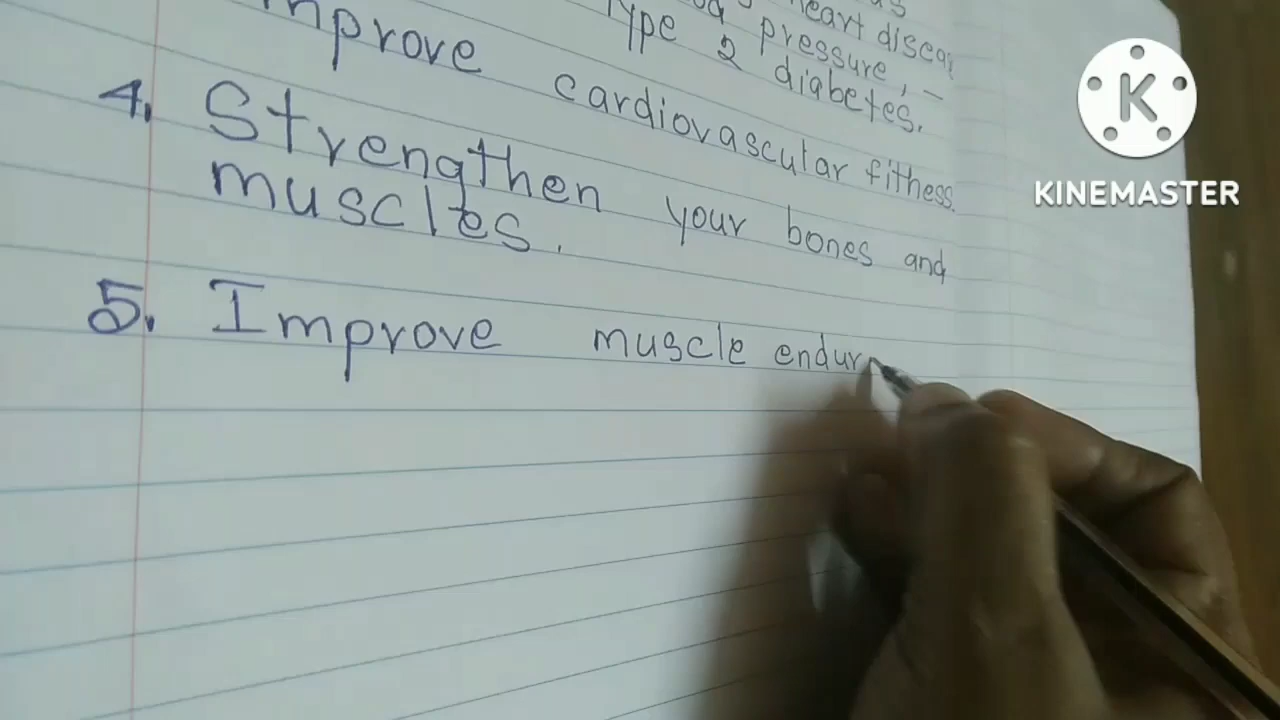 heart diseas
pressure, -
Type 2 diabetes.
Improve cardiovascular fitness.
4. Strengthen your bones and
muscles.
5. Improve muscle endur
K
KINEMASTER